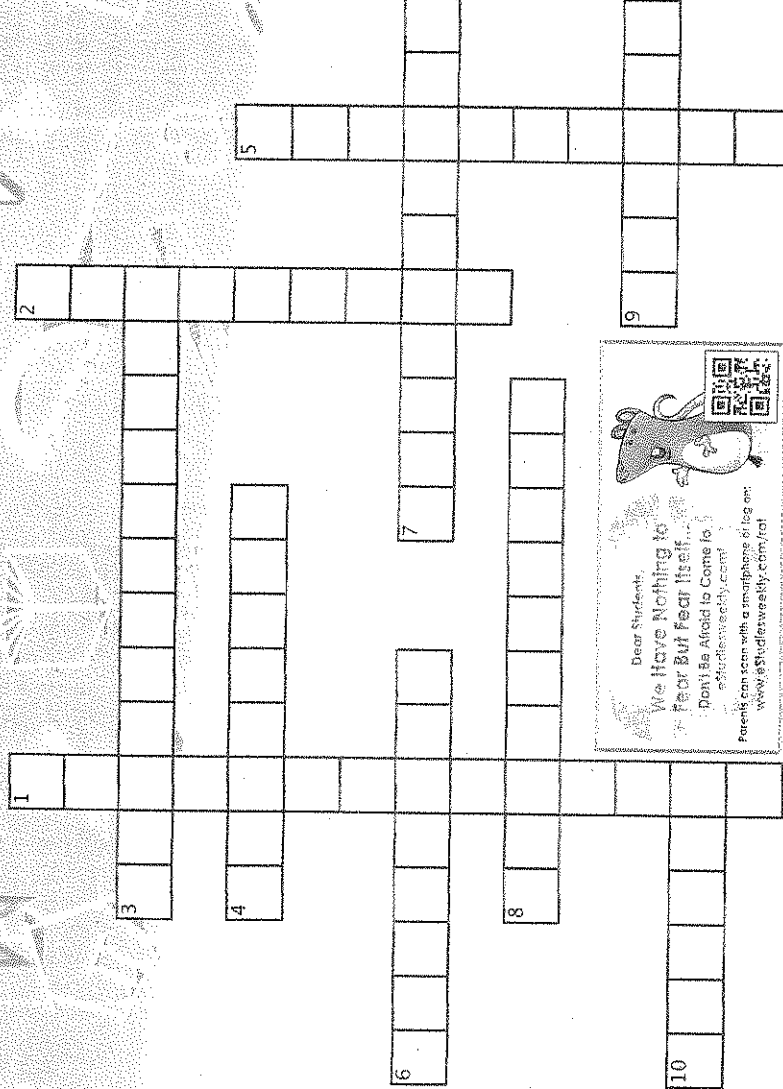 1
2
3
4
5
6
7
8
9
10
Dear Students,
We Have Nothing to
Fear But Fear Itself...
Don't Be Afraid to Come to
eStudiesweekly.com!
Parents can scan with a smartphone or log on:
www.eStudiesweekly.com/rat